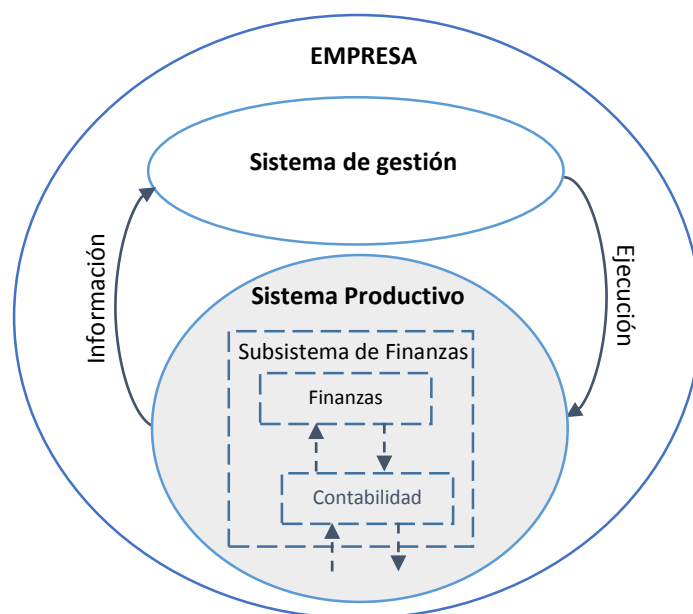 EMPRESA
Sistema de gestión
Información
Ejecución
Sistema Productivo
Subsistema de Finanzas
Finanzas
Contabilidad